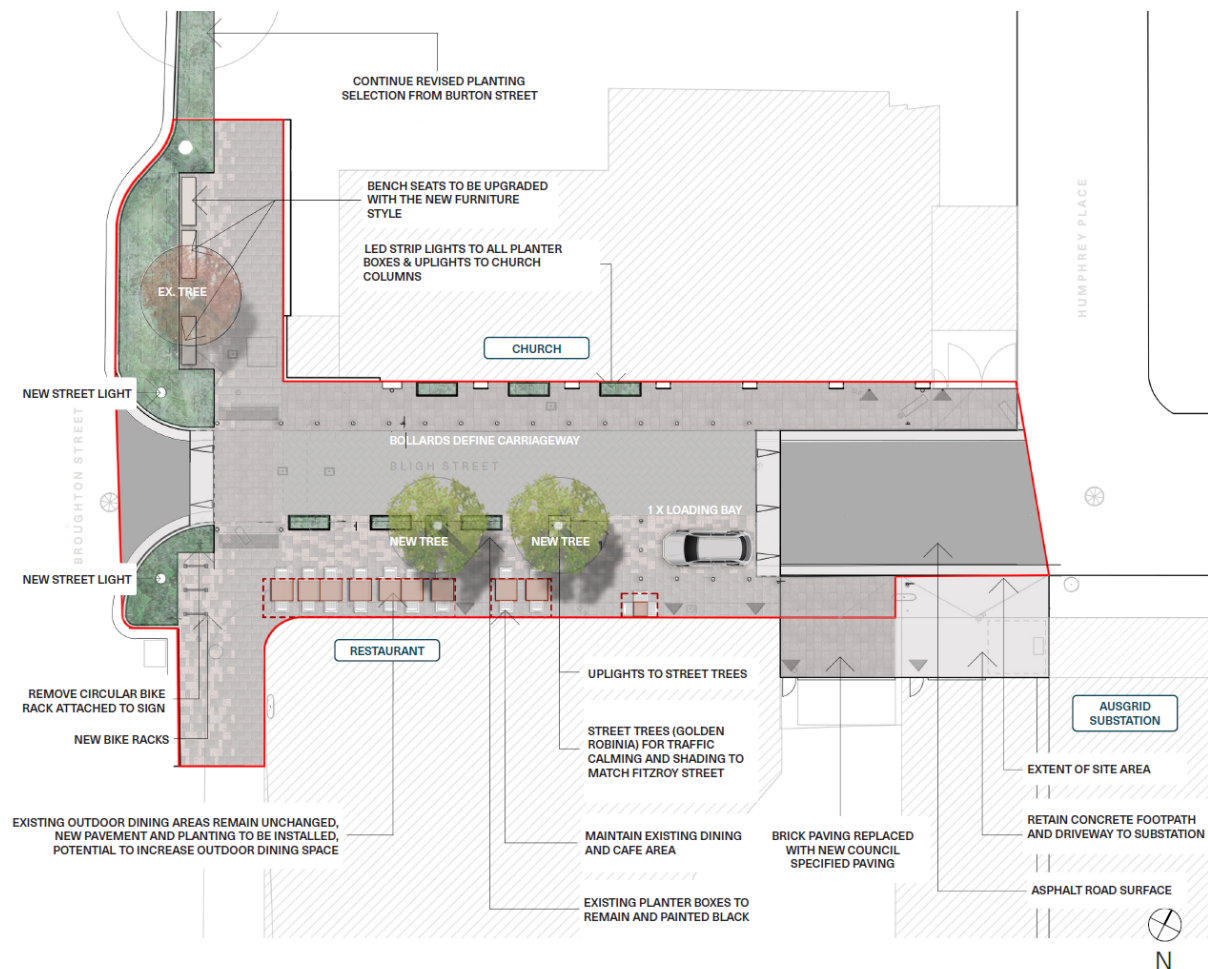 CONTINUE REVISED PLANTING
SELECTION FROM BURTON STREET
BENCH SEATS TO BE UPGRADED
WITH THE NEW FURNITURE
STYLE
LED STRIP LIGHTS TO ALL PLANTER
BOXES & UPLIGHTS TO CHURCH
COLUMNS
HUMPHREY PLACE
EX. TREE
CHURCH
NEW STREET LIGHT
BROUGHTON STREET
BOLLARDS DEFINE CARRIAGEWAY
BLIGH STREET
1 X LOADING BAY
NEW TREE
NEW TREE
NEW STREET LIGHT
RESTAURANT
REMOVE CIRCULAR BIKE
RACK ATTACHED TO SIGN
NEW BIKE RACKS
UPLIGHTS TO STREET TREES
STREET TREES (GOLDEN
ROBINIA) FOR TRAFFIC
CALMING AND SHADING TO
MATCH FITZROY STREET
AUSGRID
SUBSTATION
EXTENT OF SITE AREA
EXISTING OUTDOOR DINING AREAS REMAIN UNCHANGED,
NEW PAVEMENT AND PLANTING TO BE INSTALLED,
POTENTIAL TO INCREASE OUTDOOR DINING SPACE
MAINTAIN EXISTING DINING
AND CAFE AREA
BRICK PAVING REPLACED
WITH NEW COUNCIL
SPECIFIED PAVING
RETAIN CONCRETE FOOTPATH
AND DRIVEWAY TO SUBSTATION
ASPHALT ROAD SURFACE
EXISTING PLANTER BOXES TO
REMAIN AND PAINTED BLACK
N